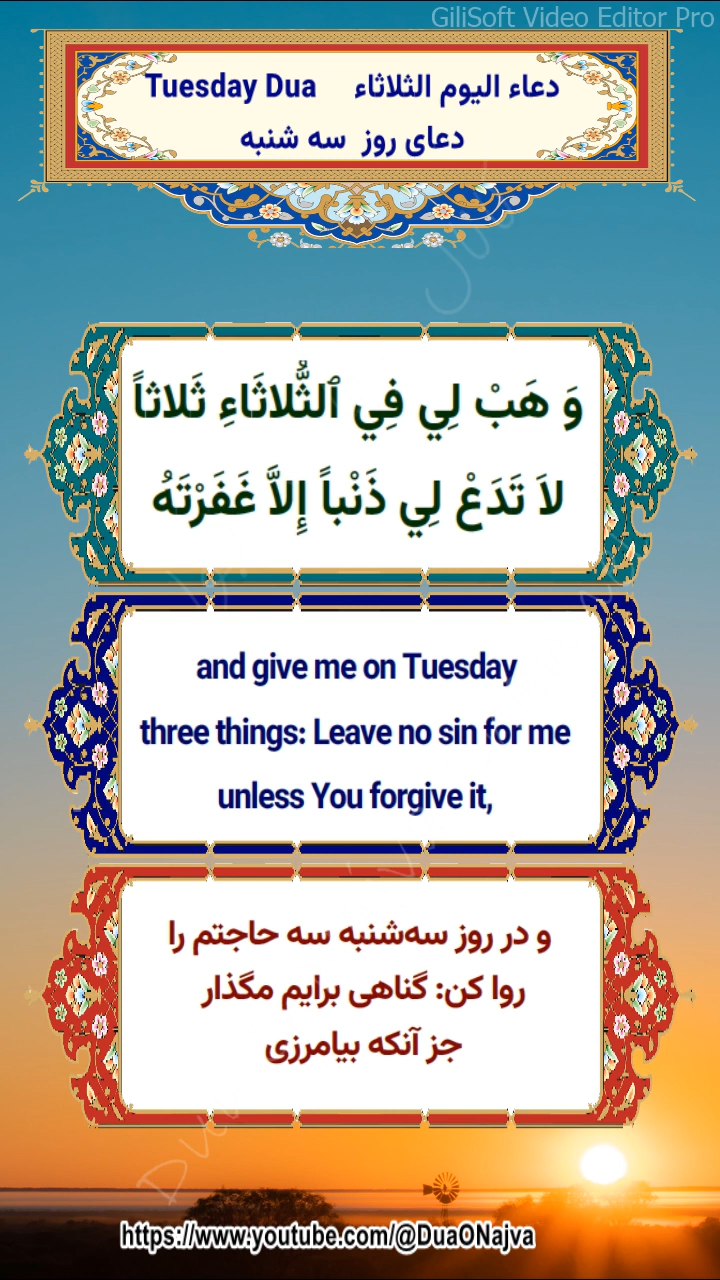 GiliSoft Video Editor Pro
Tuesday Dua دعاء اليوم الثلاثاء
دعای روز سه شنبه
وَ هَبْ لِي فِي ٱلثُّلاثَاءِ ثَلاثاً
لاَ تَدَعْ لِي ذَنْباً إِلاَّ غَفَرْتَهُ
and give me on Tuesday
three things: Leave no sin for me
unless You forgive it,
و در روز سه‌شنبه سه حاجتم را
روا کن: گناهی برایم مگذار
جز آنکه بیامرزی
https://www.youtube.com/@DuaONajva